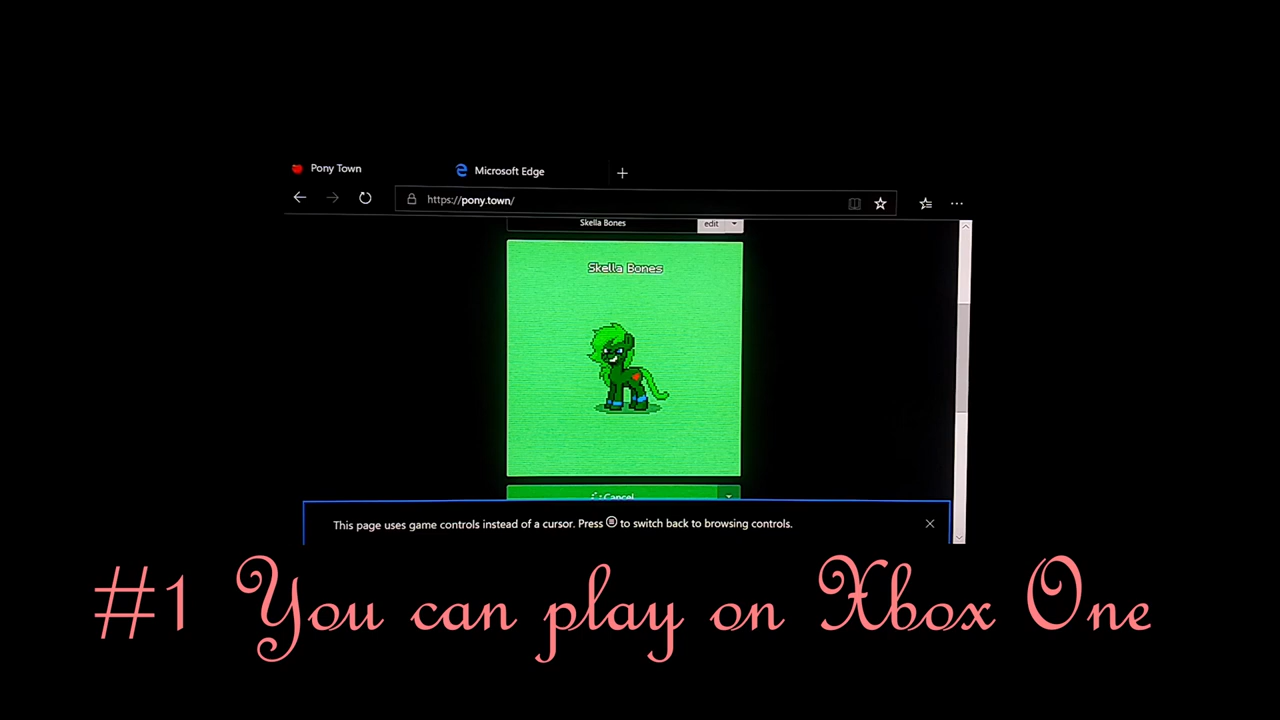 Pony Town
Microsoft Edge
https://pony.town/
Skella Bones
edit
Skella Bones
Cancel
This page uses game controls instead of a cursor. Press to switch back to browsing controls.
#1 You can play on Xbox One